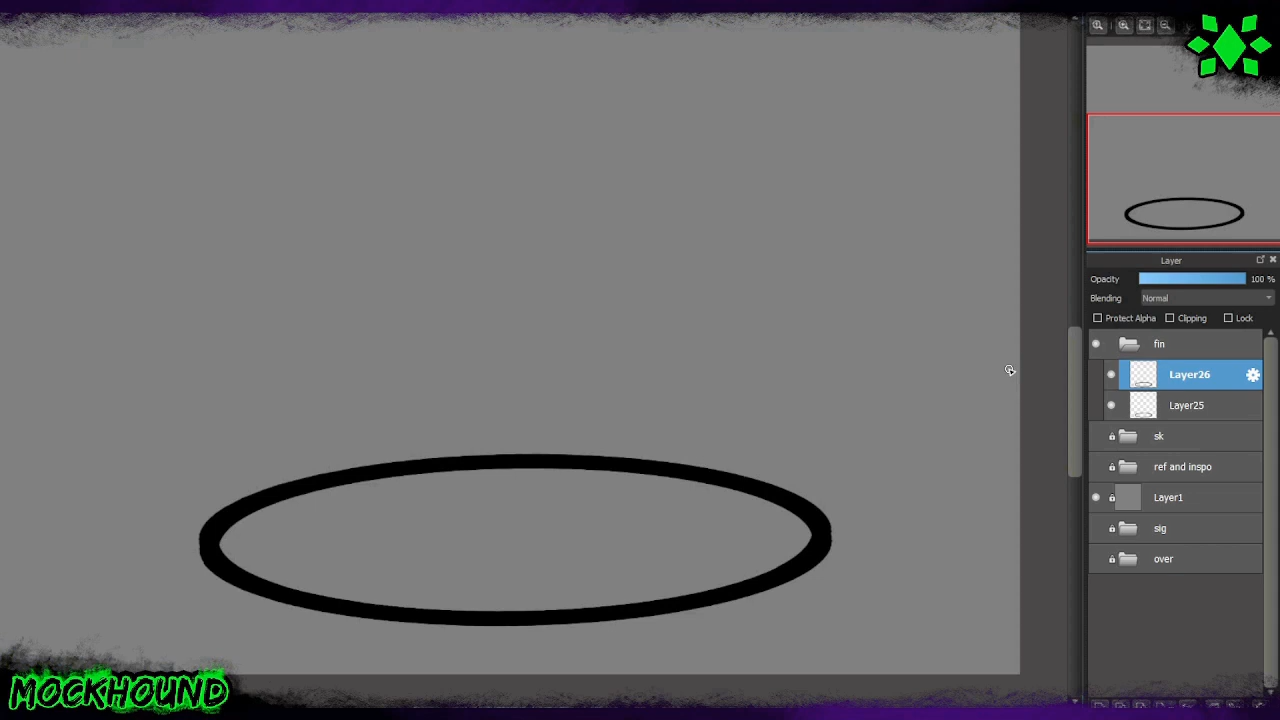 Layer
Opacity 100 %
Blending Normal
Protect Alpha Clipping Lock
fin
Layer26
Layer25
sk
ref and inspo
Layer1
sig
over
MOCKHOUND